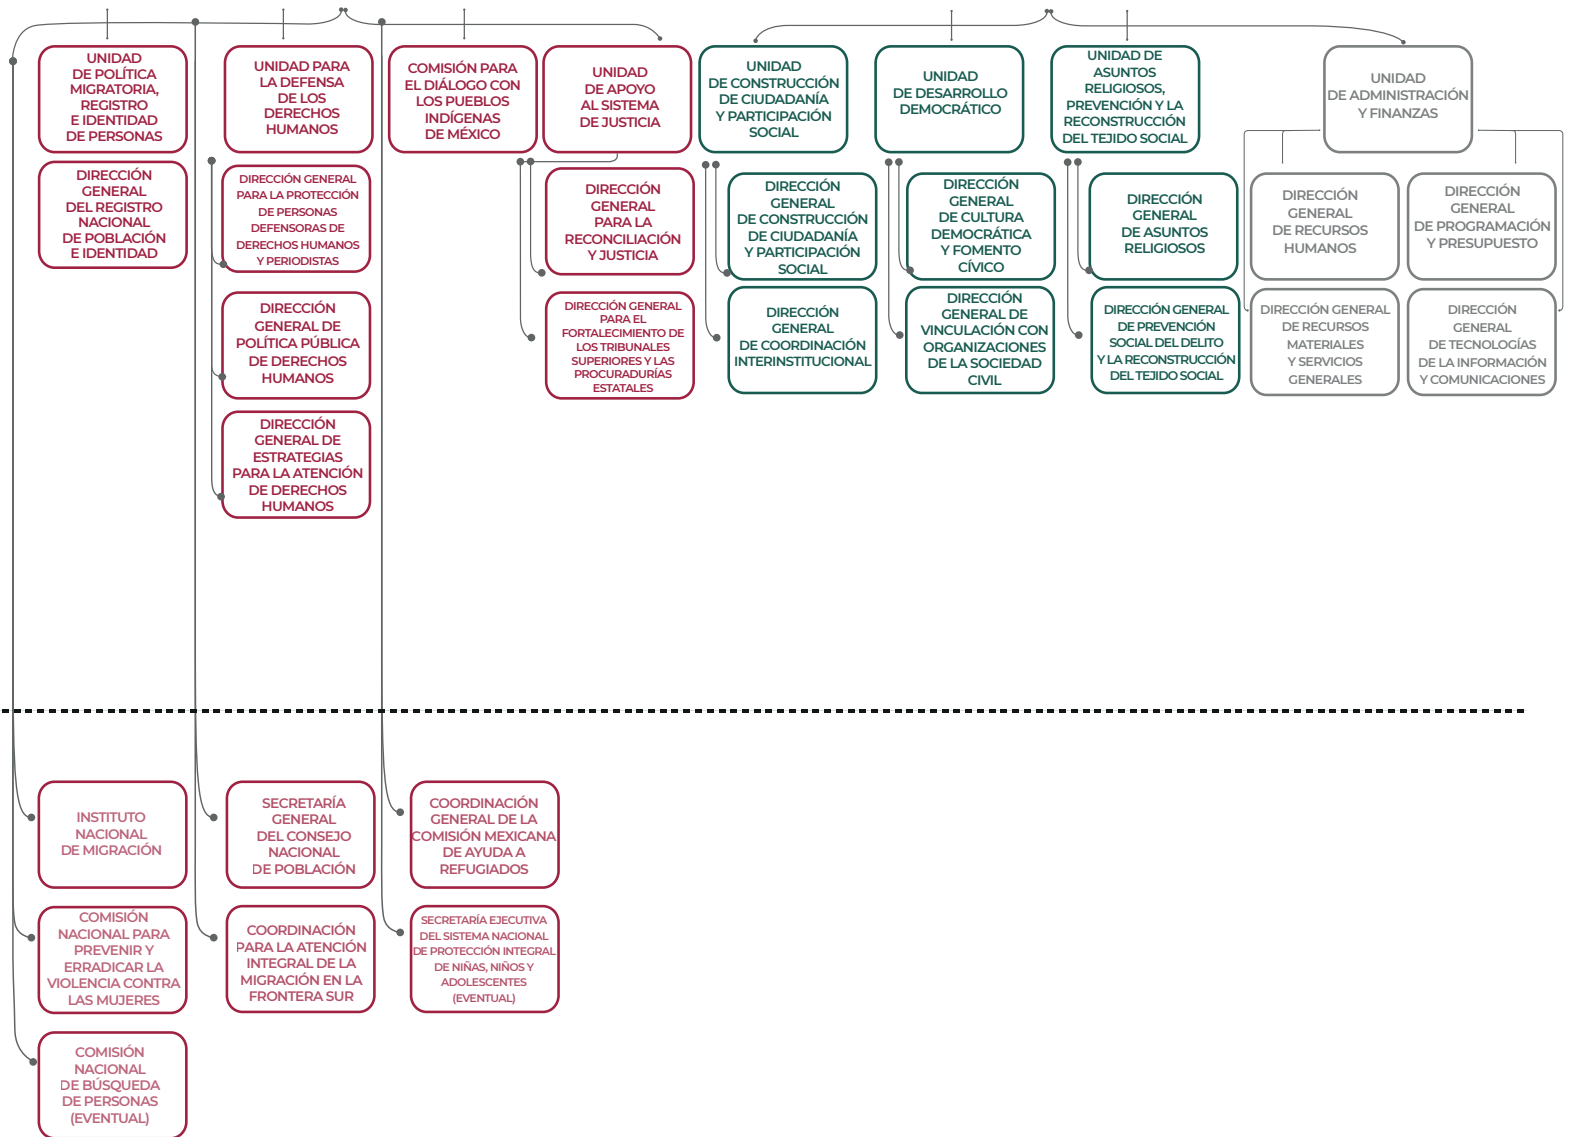 UNIDAD
DE POLÍTICA
MIGRATORIA,
REGISTRO
E IDENTIDAD
DE PERSONAS
UNIDAD PARA
LA DEFENSA
DE LOS
DERECHOS
HUMANOS
COMISIÓN PARA
EL DIÁLOGO CON
LOS PUEBLOS
INDÍGENAS
DE MÉXICO
UNIDAD
DE APOYO
AL SISTEMA
DE JUSTICIA
UNIDAD
DE CONSTRUCCIÓN
DE CIUDADANÍA
Y PARTICIPACIÓN
SOCIAL
UNIDAD
DE DESARROLLO
DEMOCRÁTICO
UNIDAD DE
ASUNTOS
RELIGIOSOS,
PREVENCIÓN Y LA
RECONSTRUCCIÓN
DEL TEJIDO SOCIAL
UNIDAD
DE ADMINISTRACIÓN
Y FINANZAS
DIRECCIÓN
GENERAL
DEL REGISTRO
NACIONAL
DE POBLACIÓN
E IDENTIDAD
DIRECCIÓN GENERAL
PARA LA PROTECCIÓN
DE PERSONAS
DEFENSORAS DE
DERECHOS HUMANOS
Y PERIODISTAS
DIRECCIÓN
GENERAL
PARA LA
RECONCILIACIÓN
Y JUSTICIA
DIRECCIÓN
GENERAL
DE CONSTRUCCIÓN
DE CIUDADANÍA
Y PARTICIPACIÓN
SOCIAL
DIRECCIÓN
GENERAL
DE CULTURA
DEMOCRÁTICA
Y FOMENTO
CÍVICO
DIRECCIÓN
GENERAL
DE ASUNTOS
RELIGIOSOS
DIRECCIÓN
GENERAL
DE RECURSOS
HUMANOS
DIRECCIÓN
GENERAL
DE PROGRAMACIÓN
Y PRESUPUESTO
DIRECCIÓN
GENERAL DE
POLÍTICA PÚBLICA
DE DERECHOS
HUMANOS
DIRECCIÓN GENERAL
PARA EL
FORTALECIMIENTO DE
LOS TRIBUNALES
SUPERIORES Y LAS
PROCURADURÍAS
ESTATALES
DIRECCIÓN
GENERAL
DE COORDINACIÓN
INTERINSTITUCIONAL
DIRECCIÓN
GENERAL DE
VINCULACIÓN CON
ORGANIZACIONES
DE LA SOCIEDAD
CIVIL
DIRECCIÓN GENERAL
DE PREVENCIÓN
SOCIAL DEL DELITO
Y LA RECONSTRUCCIÓN
DEL TEJIDO SOCIAL
DIRECCIÓN GENERAL
DE RECURSOS
MATERIALES
Y SERVICIOS
GENERALES
DIRECCIÓN
GENERAL
DE TECNOLOGÍAS
DE LA INFORMACIÓN
Y COMUNICACIONES
DIRECCIÓN
GENERAL DE
ESTRATEGIAS
PARA LA ATENCIÓN
DE DERECHOS
HUMANOS
INSTITUTO
NACIONAL
DE MIGRACIÓN
SECRETARÍA
GENERAL
DEL CONSEJO
NACIONAL
DE POBLACIÓN
COORDINACIÓN
GENERAL DE LA
COMISIÓN MEXICANA
DE AYUDA A
REFUGIADOS
COMISIÓN
NACIONAL PARA
PREVENIR Y
ERRADICAR LA
VIOLENCIA CONTRA
LAS MUJERES
COORDINACIÓN
PARA LA ATENCIÓN
INTEGRAL DE LA
MIGRACIÓN EN LA
FRONTERA SUR
SECRETARÍA EJECUTIVA
DEL SISTEMA NACIONAL
DE PROTECCIÓN INTEGRAL
DE NIÑAS, NIÑOS Y
ADOLESCENTES
(EVENTUAL)
COMISIÓN
NACIONAL
DE BÚSQUEDA
DE PERSONAS
(EVENTUAL)